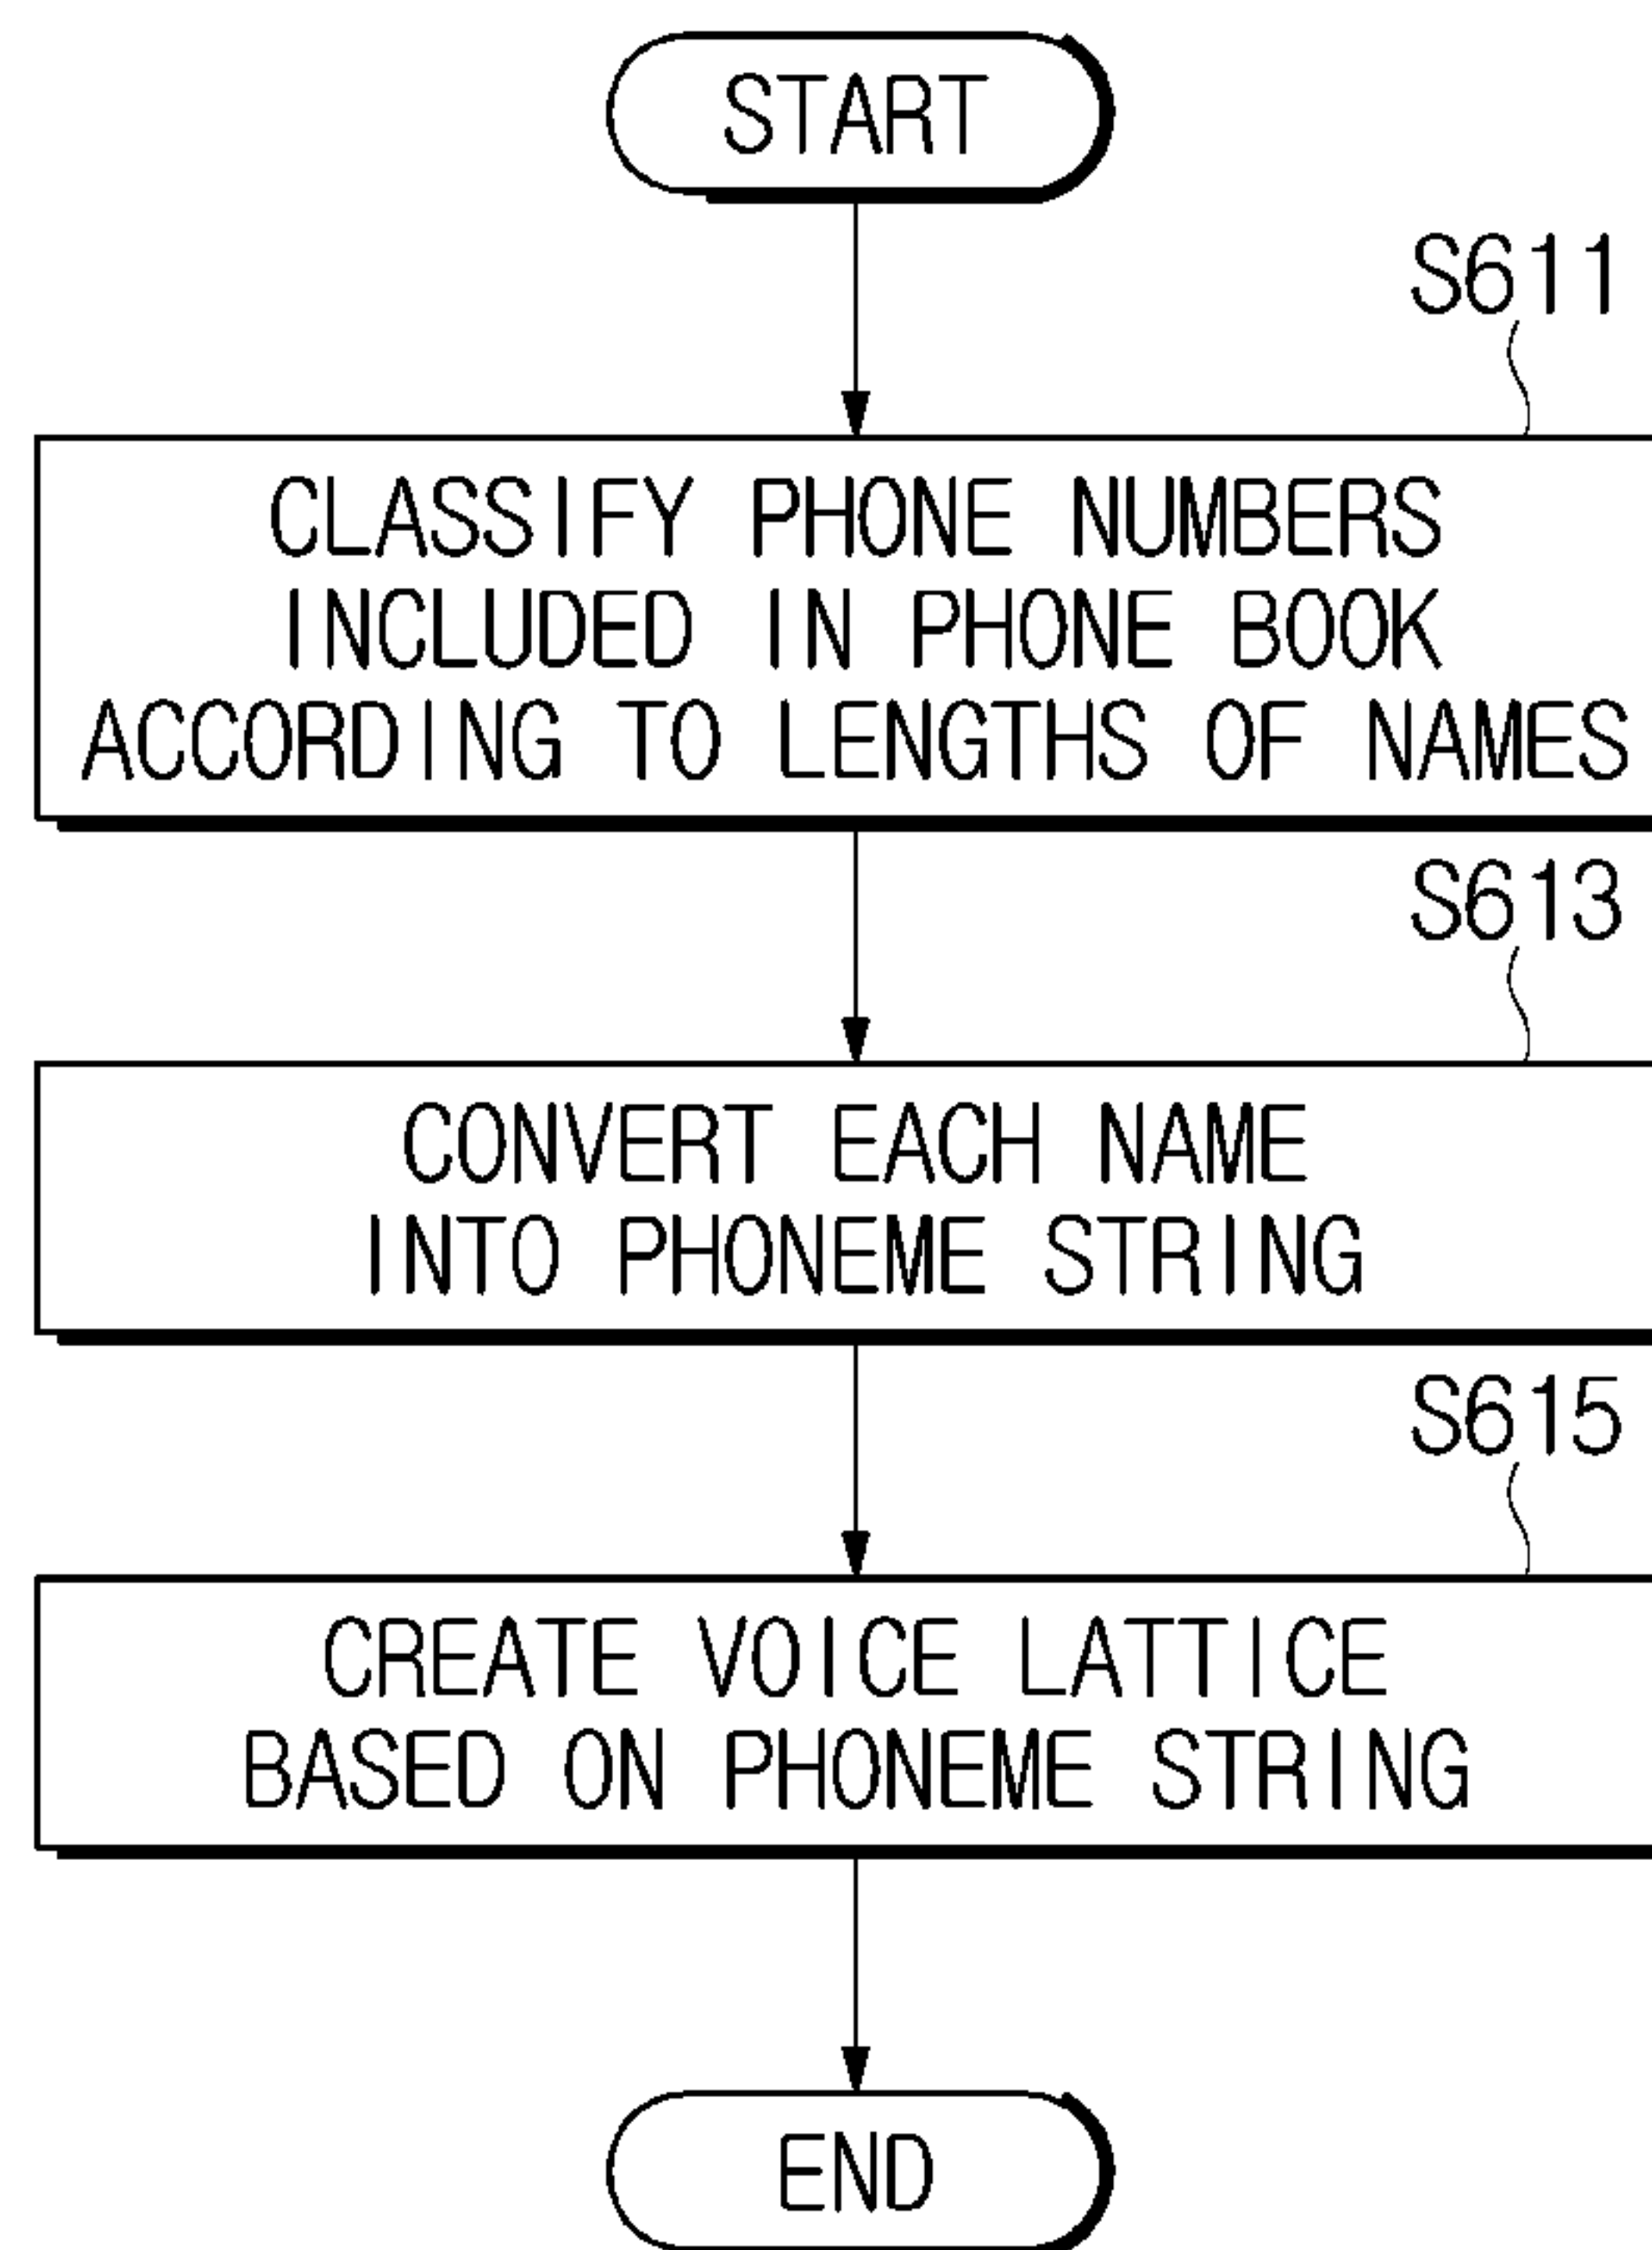 START
S611
CLASSIFY PHONE NUMBERS
INCLUDED IN PHONE BOOK
ACCORDING TO LENGTHS OF NAMES
S613
CONVERT EACH NAME
INTO PHONEME STRING
S615
CREATE VOICE LATTICE
BASED ON PHONEME STRING
END